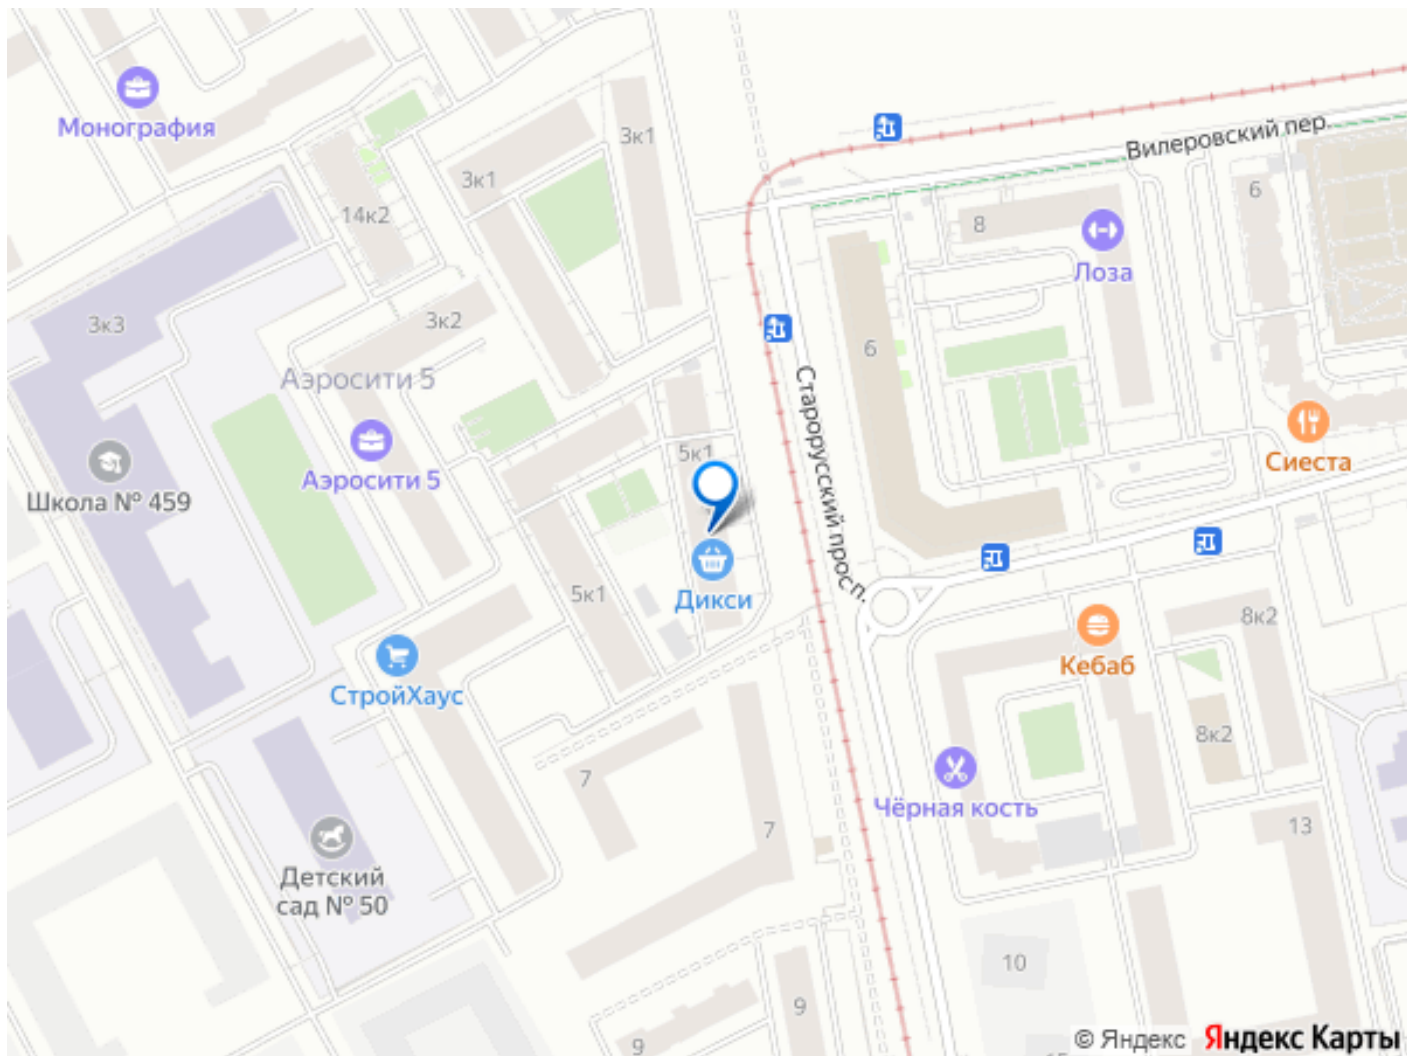 Монография
Вилеровский пер.
3к1
3к1
6
14к2
8
Лоза
3к3
3к2
6
Аэросити 5
Старорусский просп.
Аэросити 5
5к1
Сиеста
Школа № 459
5к1
Дикси
Кебаб
8к2
СтройХаус
8к2
7
Чёрная кость
7
13
Детский
сад № 50
10
9
9
© Яндекс Яндекс Карты